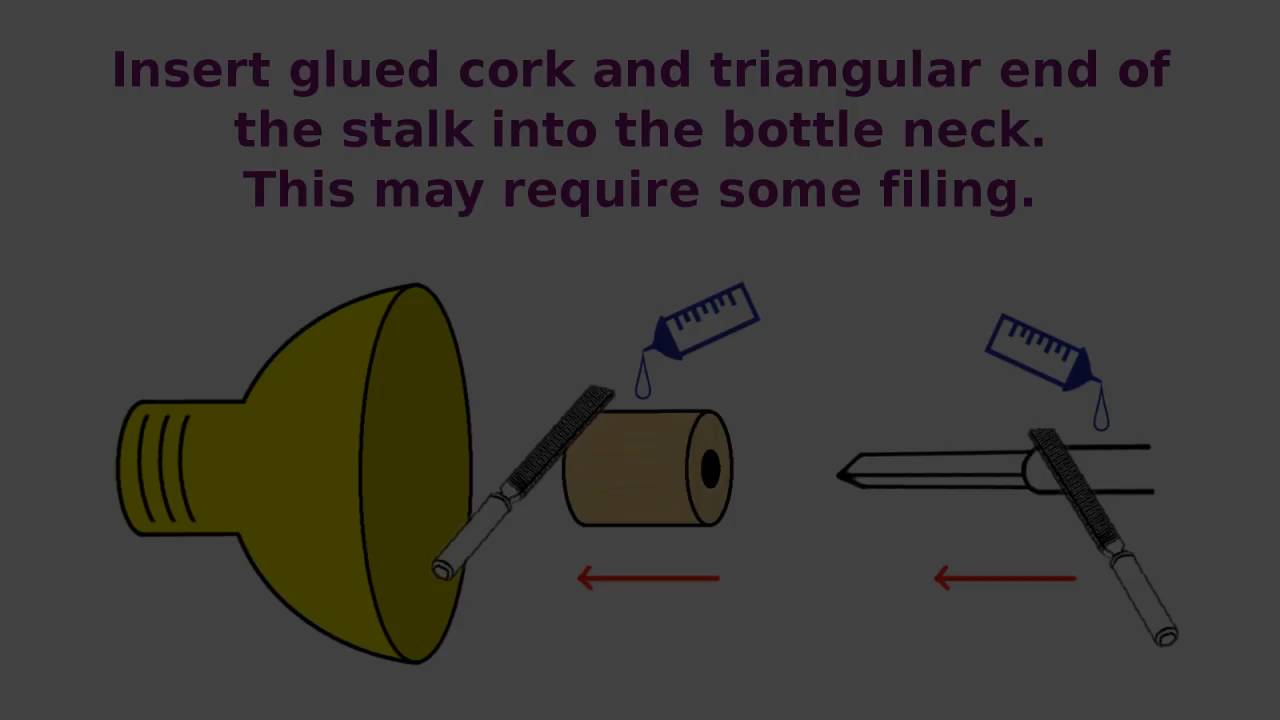 Insert glued cork and triangular end of
the stalk into the bottle neck.
This may require some filing.